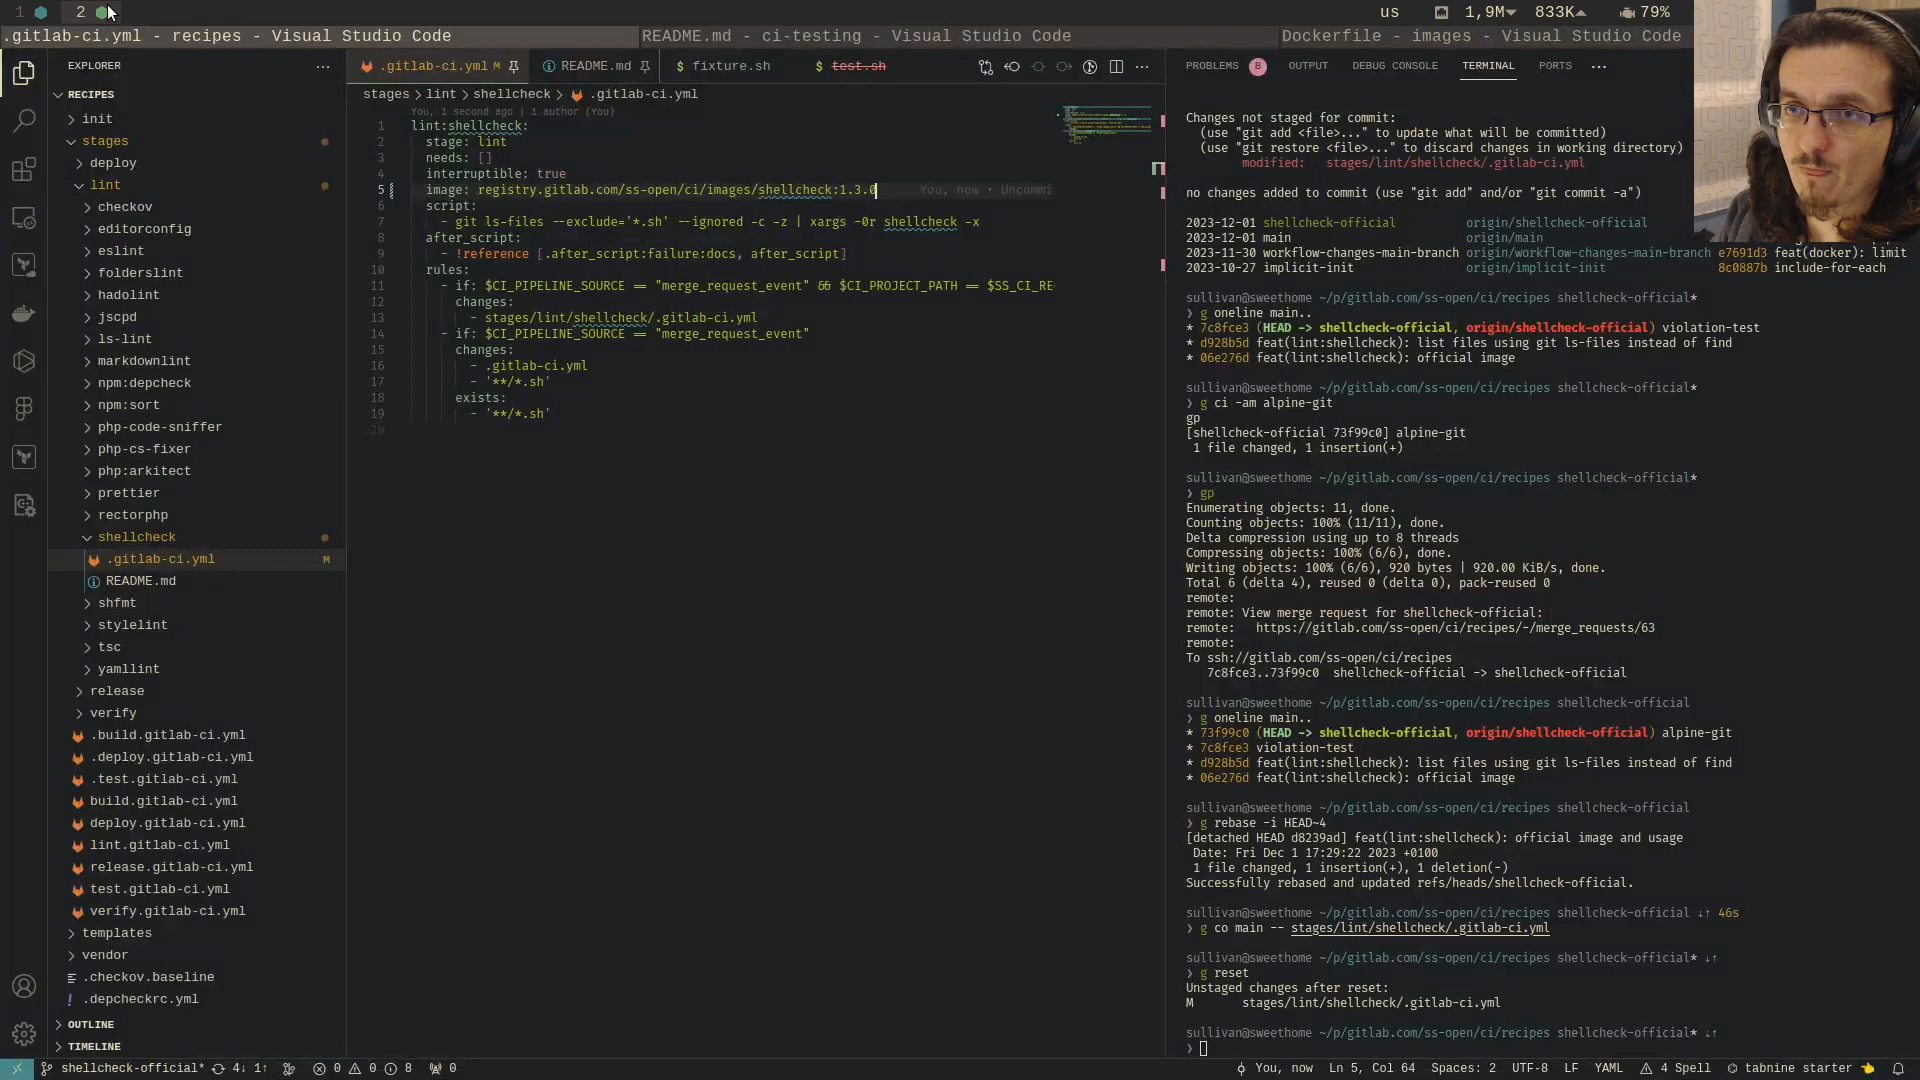 1 2 us 1,9M 833K 79%
.gitlab-ci.yml - recipes - Visual Studio Code README.md - ci-testing - Visual Studio Code Dockerfile - images - Visual Studio Code
EXPLORER ...
RECIPES
init
stages
deploy
lint
checkov
editorconfig
eslint
folderslint
hadolint
jscpd
ls-lint
markdownlint
npm:depcheck
npm:sort
php-code-sniffer
php-cs-fixer
php:arkitect
prettier
rectorphp
shellcheck
.gitlab-ci.yml M
README.md
shfmt
stylelint
tsc
yamllint
release
verify
.build.gitlab-ci.yml
.deploy.gitlab-ci.yml
.test.gitlab-ci.yml
build.gitlab-ci.yml
deploy.gitlab-ci.yml
lint.gitlab-ci.yml
release.gitlab-ci.yml
test.gitlab-ci.yml
verify.gitlab-ci.yml
templates
vendor
.checkov.baseline
.depcheckrc.yml
OUTLINE
TIMELINE
.gitlab-ci.yml M README.md fixture.sh test.sh
stages > lint > shellcheck > .gitlab-ci.yml
You, 1 second ago | 1 author (You)
1 lint:shellcheck:
2 stage: lint
3 needs: []
4 interruptible: true
5 image: registry.gitlab.com/ss-open/ci/images/shellcheck:1.3.0 You, now • Uncommi
6 script:
7 - git ls-files --exclude='*.sh' --ignored -c -z | xargs -0r shellcheck -x
8 after_script:
9 - !reference [.after_script:failure:docs, after_script]
10 rules:
11 - if: $CI_PIPELINE_SOURCE == "merge_request_event" && $CI_PROJECT_PATH == $SS_CI_RE
12 changes:
13 - stages/lint/shellcheck/.gitlab-ci.yml
14 - if: $CI_PIPELINE_SOURCE == "merge_request_event"
15 changes:
16 - .gitlab-ci.yml
17 - '**/*.sh'
18 exists:
19 - '**/*.sh'
20
PROBLEMS 8 OUTPUT DEBUG CONSOLE TERMINAL PORTS ...
Changes not staged for commit:
(use "git add <file>..." to update what will be committed)
(use "git restore <file>..." to discard changes in working directory)
modified: stages/lint/shellcheck/.gitlab-ci.yml
no changes added to commit (use "git add" and/or "git commit -a")
2023-12-01 shellcheck-official origin/shellcheck-official
2023-12-01 main origin/main
2023-11-30 workflow-changes-main-branch origin/workflow-changes-main-branch e7691d3 feat(docker): limit
2023-10-27 implicit-init origin/implicit-init 8c0887b include-for-each
sullivan@sweethome ~/p/gitlab.com/ss-open/ci/recipes shellcheck-official*
❯ g oneline main..
* 7c8fce3 (HEAD -> shellcheck-official, origin/shellcheck-official) violation-test
* d928b5d feat(lint:shellcheck): list files using git ls-files instead of find
* 06e276d feat(lint:shellcheck): official image
sullivan@sweethome ~/p/gitlab.com/ss-open/ci/recipes shellcheck-official*
❯ g ci -am alpine-git
gp
[shellcheck-official 73f99c0] alpine-git
1 file changed, 1 insertion(+)
sullivan@sweethome ~/p/gitlab.com/ss-open/ci/recipes shellcheck-official*
❯ gp
Enumerating objects: 11, done.
Counting objects: 100% (11/11), done.
Delta compression using up to 8 threads
Compressing objects: 100% (6/6), done.
Writing objects: 100% (6/6), 920 bytes | 920.00 KiB/s, done.
Total 6 (delta 4), reused 0 (delta 0), pack-reused 0
remote:
remote: View merge request for shellcheck-official:
remote: https://gitlab.com/ss-open/ci/recipes/-/merge_requests/63
remote:
To ssh://gitlab.com/ss-open/ci/recipes
7c8fce3..73f99c0 shellcheck-official -> shellcheck-official
sullivan@sweethome ~/p/gitlab.com/ss-open/ci/recipes shellcheck-official
❯ g oneline main..
* 73f99c0 (HEAD -> shellcheck-official, origin/shellcheck-official) alpine-git
* 7c8fce3 violation-test
* d928b5d feat(lint:shellcheck): list files using git ls-files instead of find
* 06e276d feat(lint:shellcheck): official image
sullivan@sweethome ~/p/gitlab.com/ss-open/ci/recipes shellcheck-official
❯ g rebase -i HEAD~4
[detached HEAD d8239ad] feat(lint:shellcheck): official image and usage
Date: Fri Dec 1 17:29:22 2023 +0100
1 file changed, 1 insertion(+), 1 deletion(-)
Successfully rebased and updated refs/heads/shellcheck-official.
sullivan@sweethome ~/p/gitlab.com/ss-open/ci/recipes shellcheck-official ↓↑ 46s
❯ g co main -- stages/lint/shellcheck/.gitlab-ci.yml
sullivan@sweethome ~/p/gitlab.com/ss-open/ci/recipes shellcheck-official* ↓↑
❯ g reset
Unstaged changes after reset:
M stages/lint/shellcheck/.gitlab-ci.yml
sullivan@sweethome ~/p/gitlab.com/ss-open/ci/recipes shellcheck-official* ↓↑
❯
shellcheck-official* 4↓ 1↑ 0 0 8 0 You, now Ln 5, Col 64 Spaces: 2 UTF-8 LF YAML 4 Spell tabnine starter